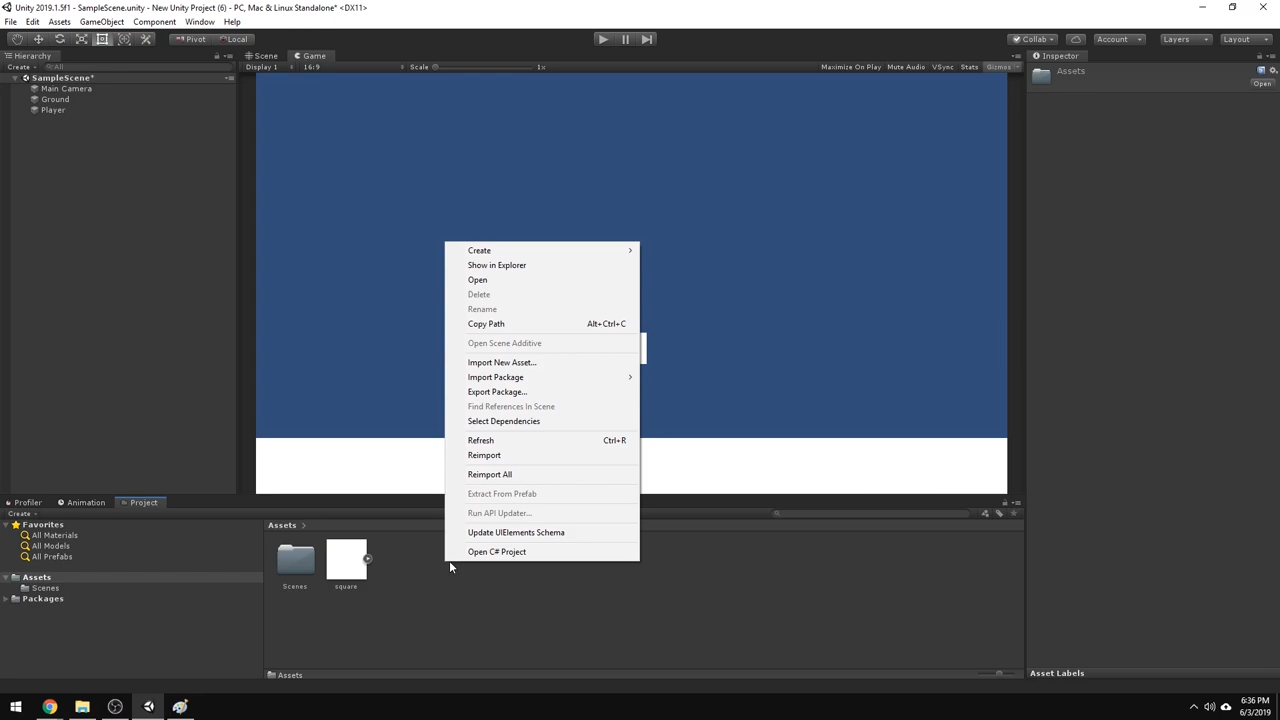 Unity 2019.1.5f1 - SampleScene.unity - New Unity Project (6) - PC, Mac & Linux Standalone* <DX11>
File Edit Assets GameObject Component Window Help
Pivot Local Collab Account Layers Layout
Hierarchy Scene Game Inspector
Create All Display 1 16:9 Scale 1x Maximize On Play Mute Audio VSync Stats Gizmos Assets
Open
SampleScene*
Main Camera
Ground
Player
Create
Show in Explorer
Open
Delete
Rename
Copy Path Alt+Ctrl+C
Open Scene Additive
Import New Asset...
Import Package
Export Package...
Find References In Scene
Select Dependencies
Refresh Ctrl+R
Reimport
Reimport All
Extract From Prefab
Run API Updater...
Update UIElements Schema
Open C# Project
Profiler Animation Project
Create
Favorites
All Materials
All Models
All Prefabs
Assets
Scenes
Packages
Assets
Scenes square
Assets
Asset Labels
6:36 PM
6/3/2019